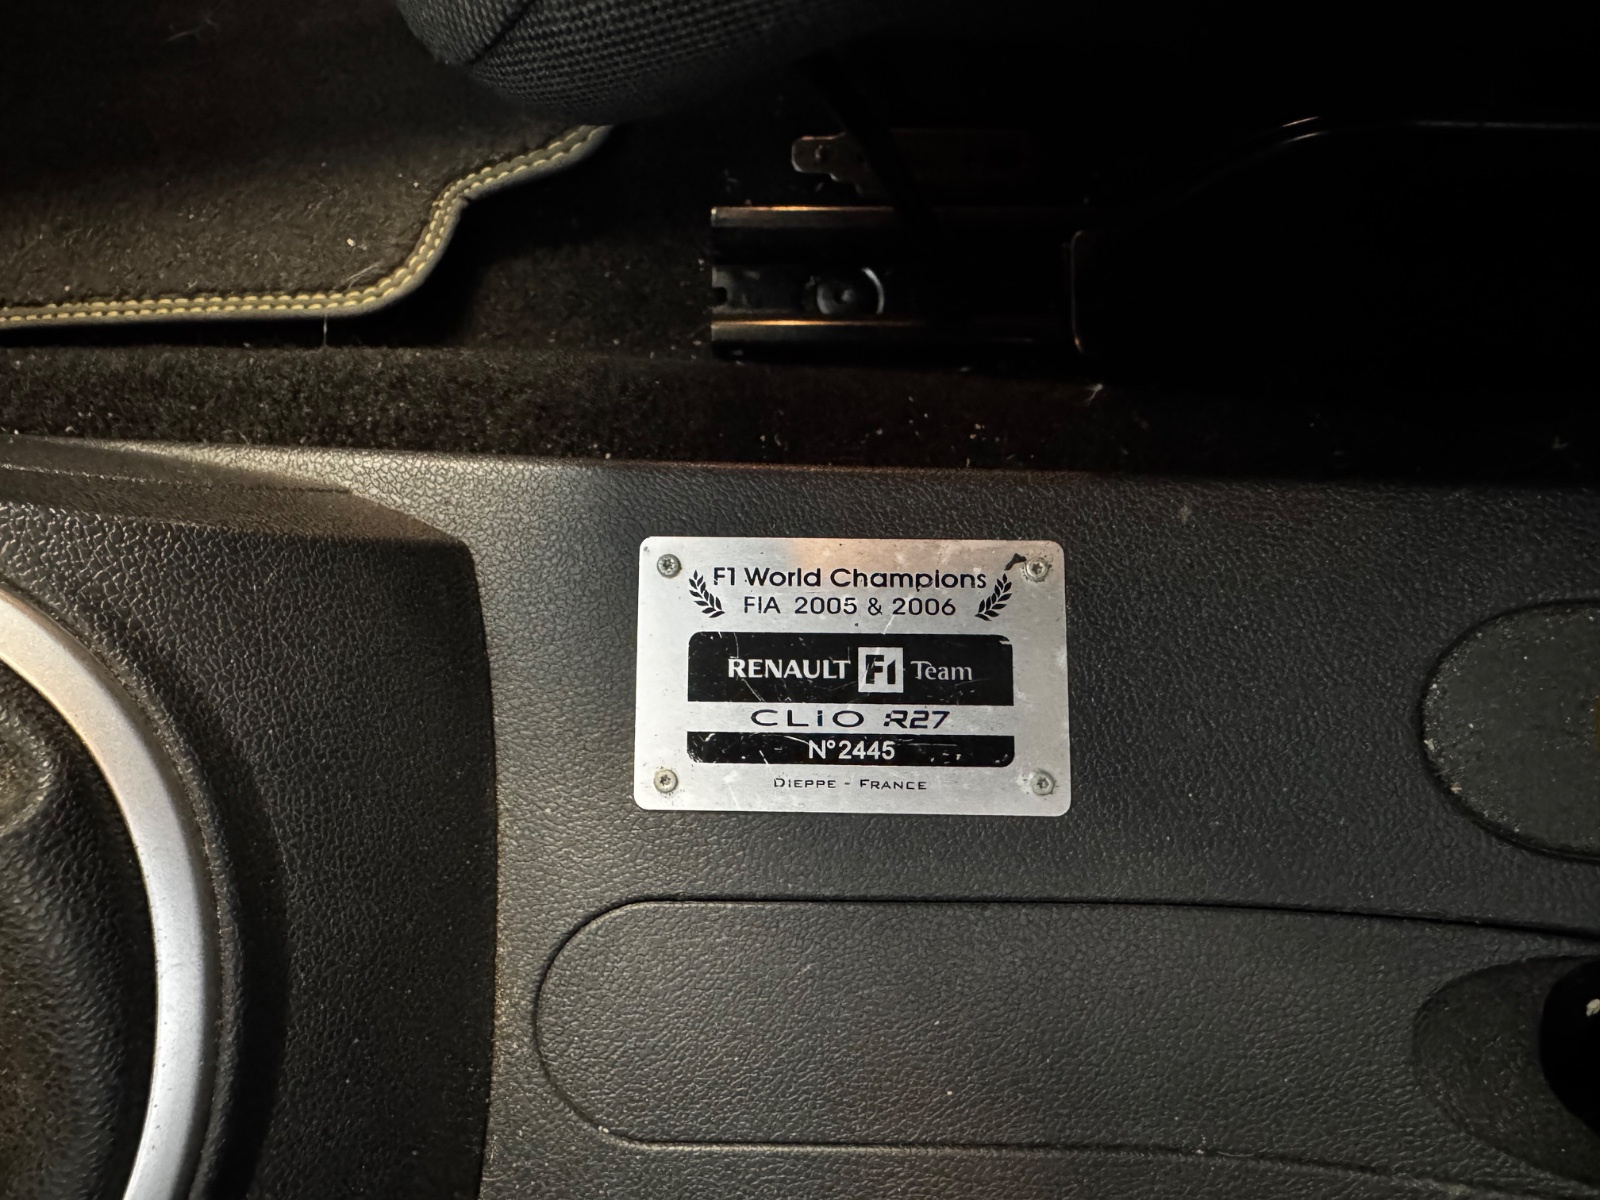 F1 World Champions
FIA 2005 & 2006
RENAULT F1 Team
CLIO R27
N°2445
DIEPPE - FRANCE